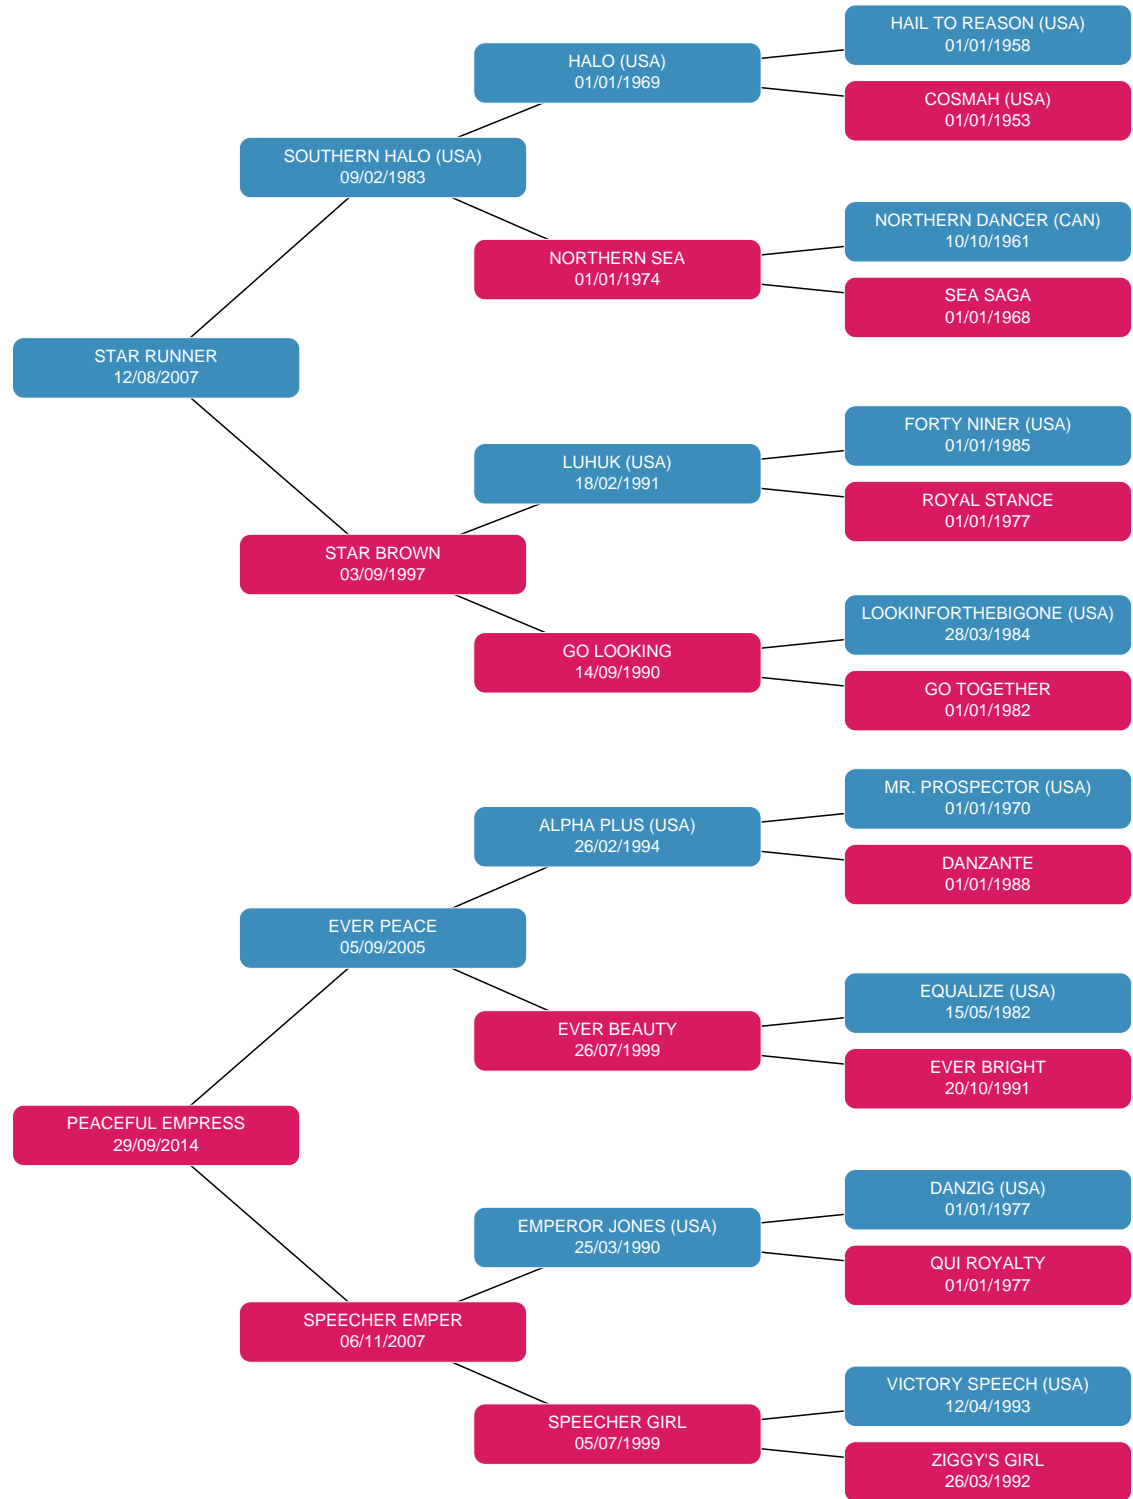 HAIL TO REASON (USA)
01/01/1958
HALO (USA)
01/01/1969
COSMAH (USA)
01/01/1953
SOUTHERN HALO (USA)
09/02/1983
NORTHERN DANCER (CAN)
10/10/1961
NORTHERN SEA
01/01/1974
SEA SAGA
01/01/1968
STAR RUNNER
12/08/2007
FORTY NINER (USA)
01/01/1985
LUHUK (USA)
18/02/1991
ROYAL STANCE
01/01/1977
STAR BROWN
03/09/1997
LOOKINFORTHEBIGONE (USA)
28/03/1984
GO LOOKING
14/09/1990
GO TOGETHER
01/01/1982
MR. PROSPECTOR (USA)
01/01/1970
ALPHA PLUS (USA)
26/02/1994
DANZANTE
01/01/1988
EVER PEACE
05/09/2005
EQUALIZE (USA)
15/05/1982
EVER BEAUTY
26/07/1999
EVER BRIGHT
20/10/1991
PEACEFUL EMPRESS
29/09/2014
DANZIG (USA)
01/01/1977
EMPEROR JONES (USA)
25/03/1990
QUI ROYALTY
01/01/1977
SPEECHER EMPER
06/11/2007
VICTORY SPEECH (USA)
12/04/1993
SPEECHER GIRL
05/07/1999
ZIGGY'S GIRL
26/03/1992